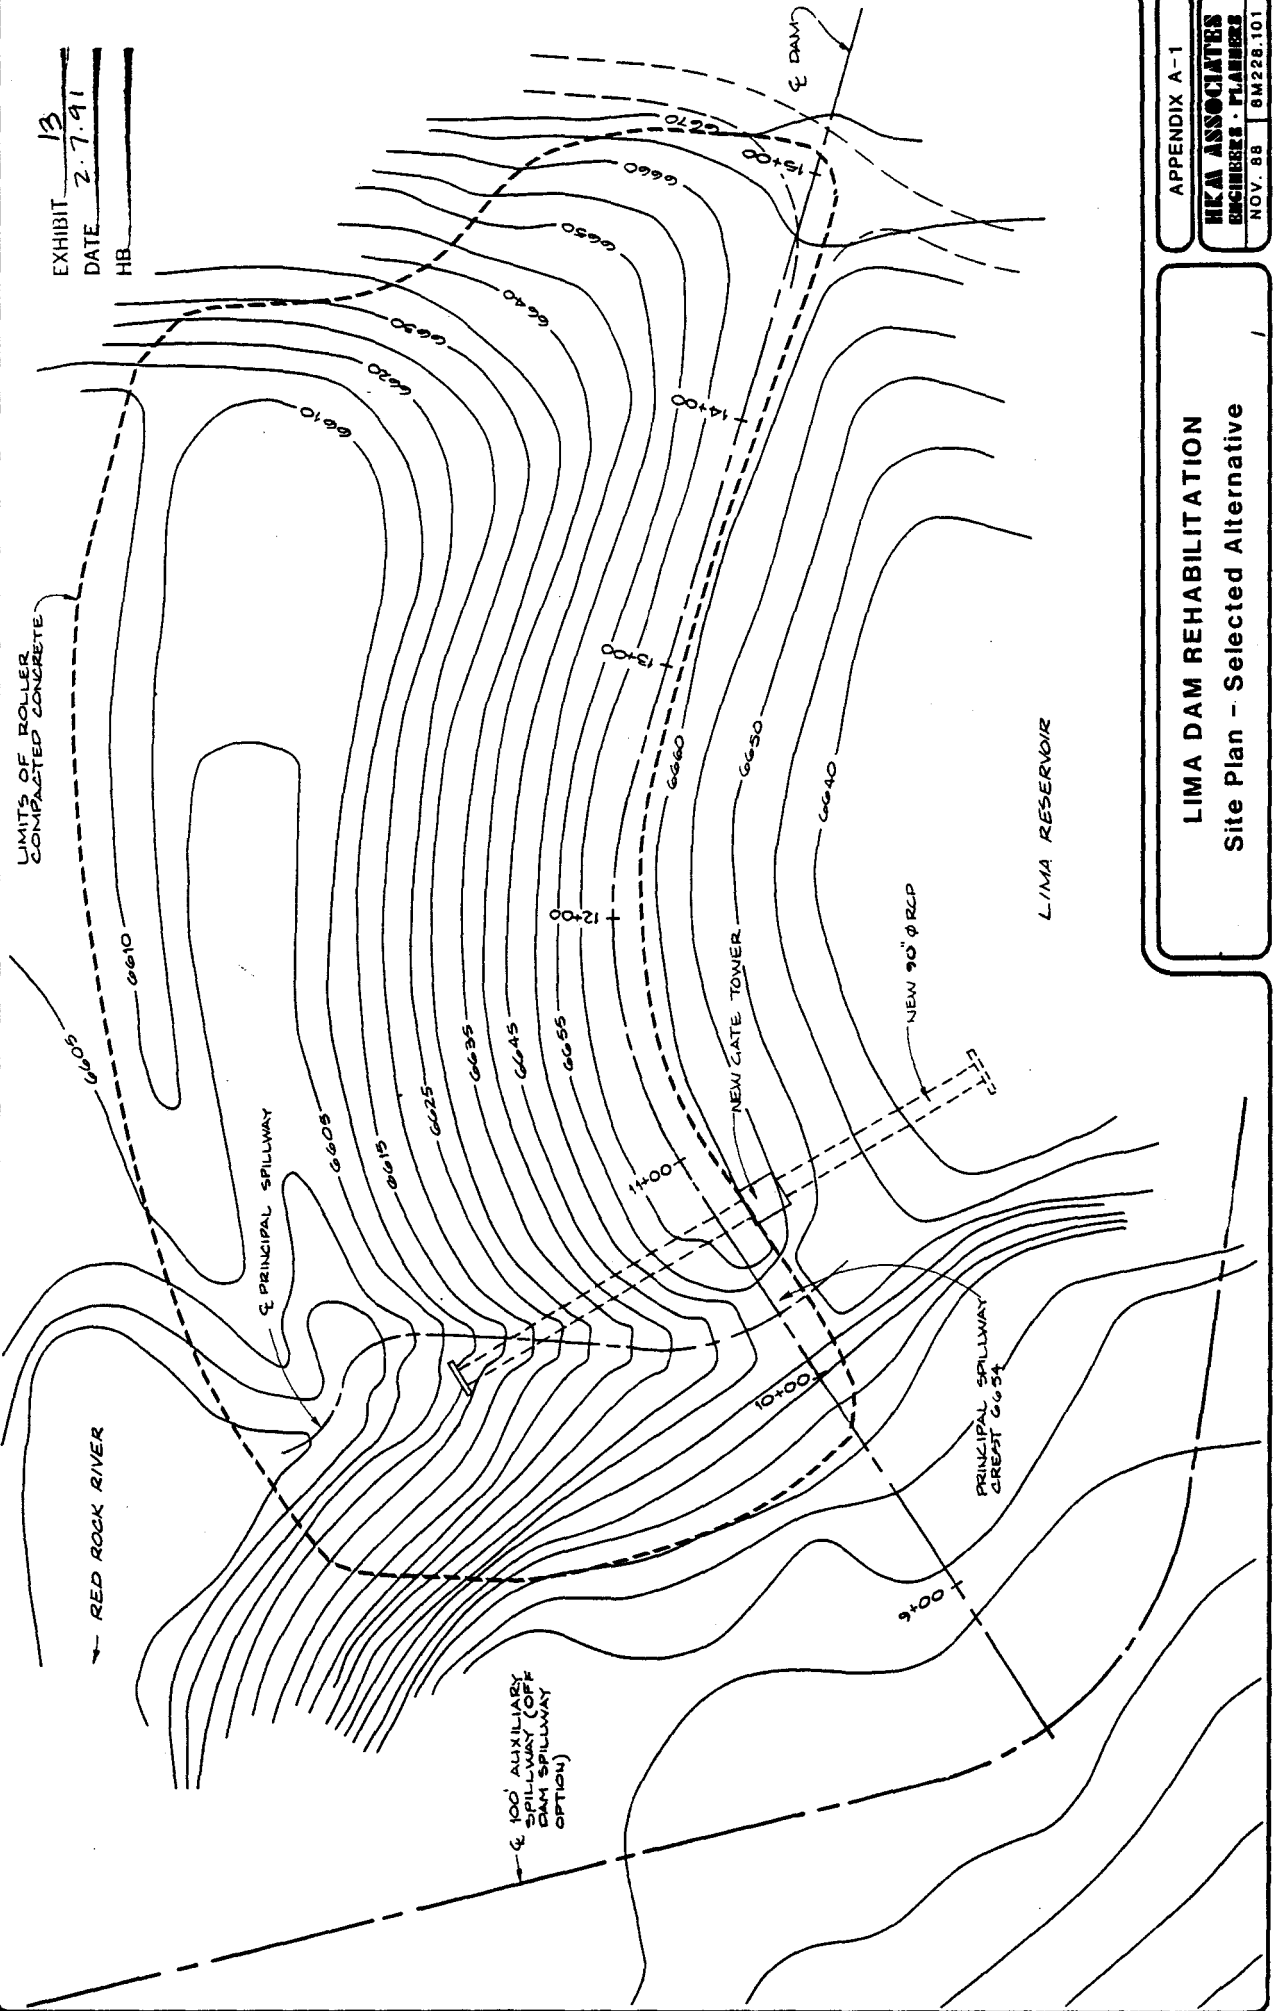 EXHIBIT 13
DATE 2.7.91
HB
LIMITS OF ROLLER
COMPACTED CONCRETE
℄ DAM
6670
15+00
6660
6650
6640
6630
6620
6610
14+00
13+00
12+00
11+00
10+00
9+00
6610
6605
6605
6615
6625
6635
6645
6655
6660
6650
6640
℄ PRINCIPAL SPILLWAY
← RED ROCK RIVER
NEW GATE TOWER
NEW 90" Ø RCP
LIMA RESERVOIR
PRINCIPAL SPILLWAY
CREST 6654
℄ 100' AUXILIARY
SPILLWAY (OFF
DAM SPILLWAY
OPTION)
LIMA DAM REHABILITATION
Site Plan - Selected Alternative
APPENDIX A-1
HKM ASSOCIATES
ENGINEERS • PLANNERS
NOV. 88 8M228.101